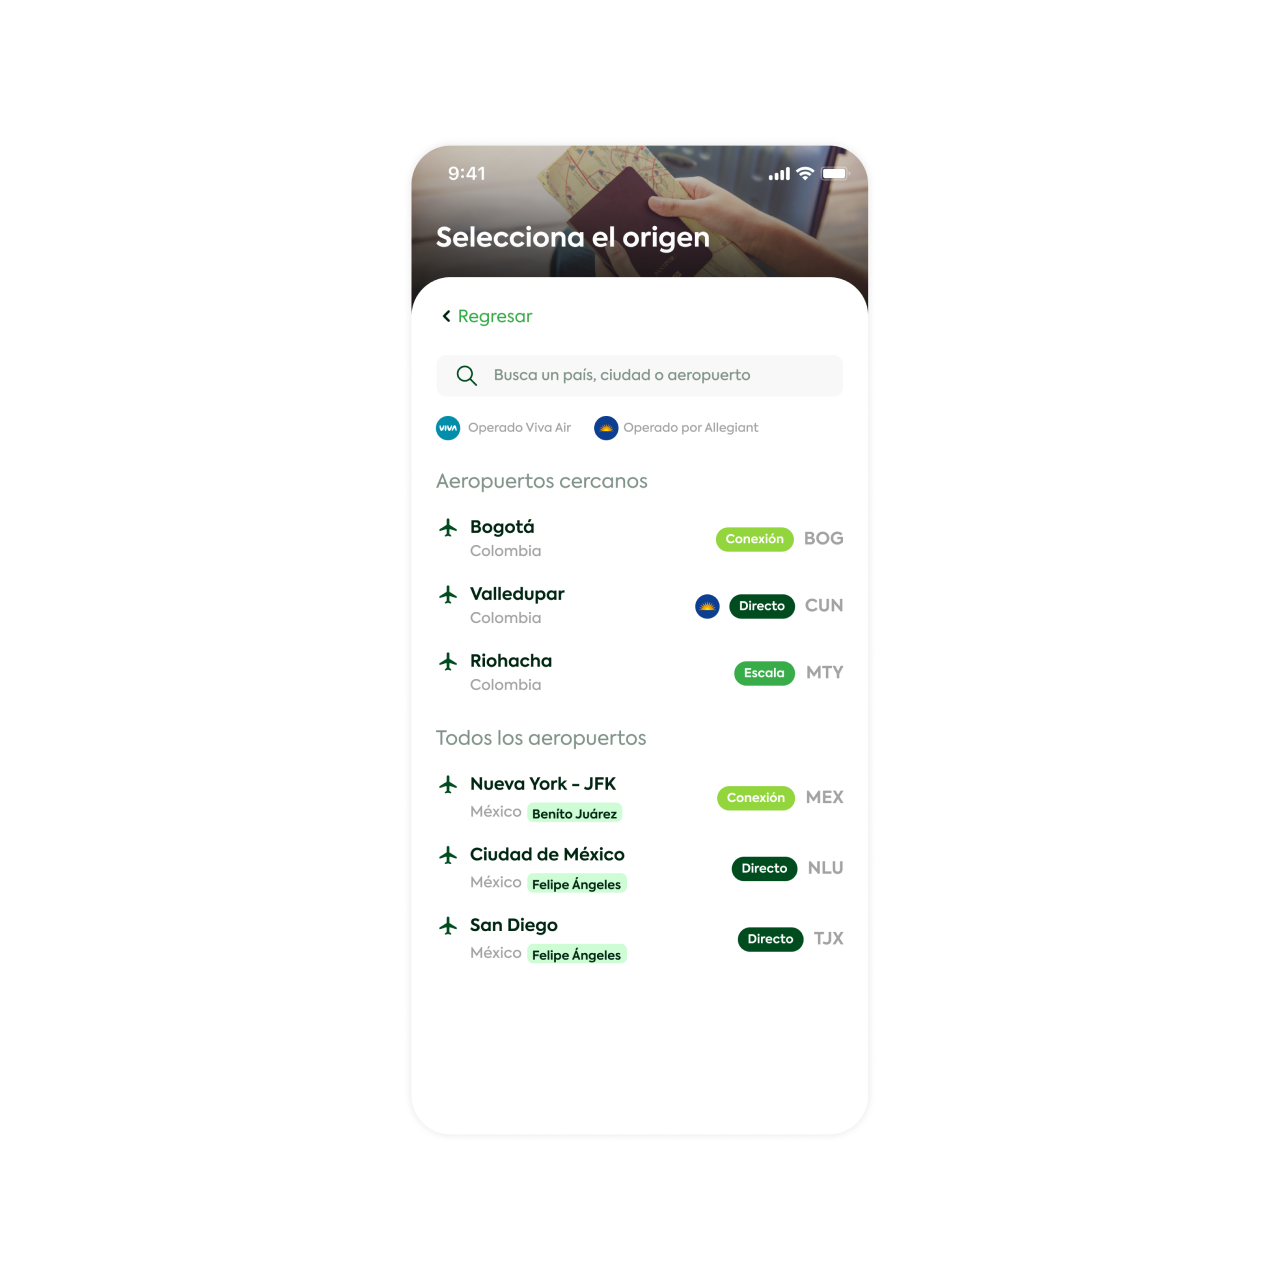 9:41
Selecciona el origen
Regresar
Busca un país, ciudad o aeropuerto
VIVA Operado Viva Air Operado por Allegiant
Aeropuertos cercanos
Bogotá
Colombia
Conexión BOG
Valledupar
Colombia
Directo CUN
Riohacha
Colombia
Escala MTY
Todos los aeropuertos
Nueva York - JFK
México Beníto Juárez
Conexión MEX
Ciudad de México
México Felipe Ángeles
Directo NLU
San Diego
México Felipe Ángeles
Directo TJX